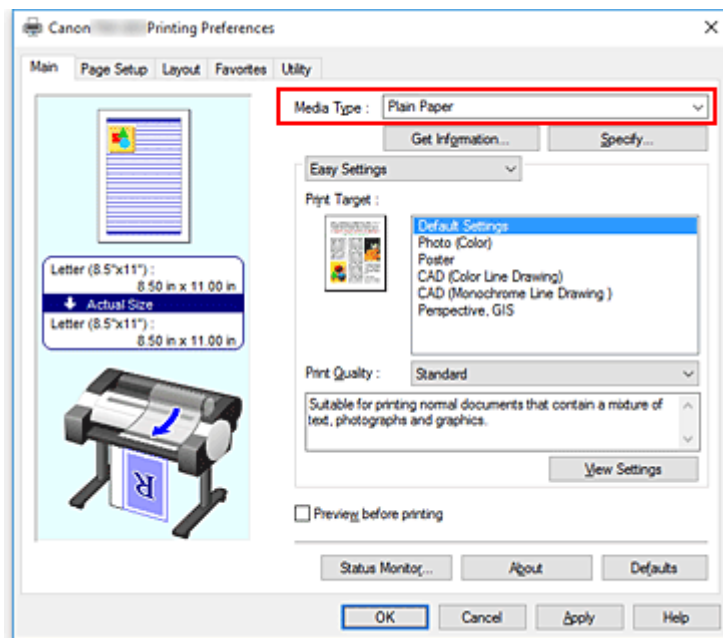 Canon Printing Preferences
Main Page Setup Layout Favorites Utility
Media Type : Plain Paper
Get Information... Specify...
Easy Settings
Print Target :
Default Settings
Photo (Color)
Poster
CAD (Color Line Drawing)
CAD (Monochrome Line Drawing )
Perspective, GIS
Letter (8.5"x11") :
8.50 in x 11.00 in
Actual Size
Letter (8.5"x11") :
8.50 in x 11.00 in
R
Print Quality : Standard
Suitable for printing normal documents that contain a mixture of
text, photographs and graphics.
View Settings
Preview before printing
Status Monitor... About Defaults
OK Cancel Apply Help